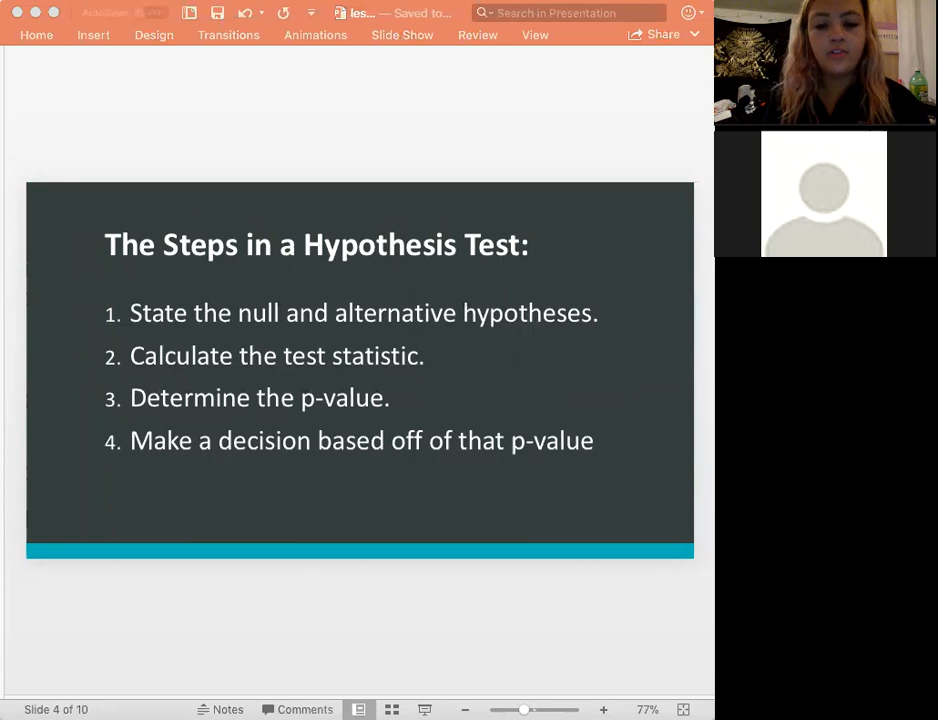 AutoSave OFF
les... — Saved to...
Search in Presentation
Home Insert Design Transitions Animations Slide Show Review View Share
The Steps in a Hypothesis Test:
1. State the null and alternative hypotheses.
2. Calculate the test statistic.
3. Determine the p-value.
4. Make a decision based off of that p-value
Slide 4 of 10 Notes Comments 77%